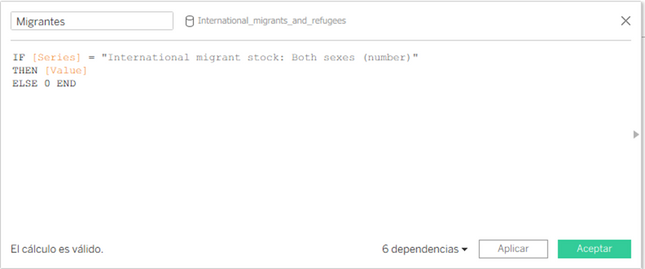 Migrantes International_migrants_and_refugees
IF [Series] = "International migrant stock: Both sexes (number)"
THEN [Value]
ELSE 0 END
El cálculo es válido. 6 dependencias Aplicar Aceptar